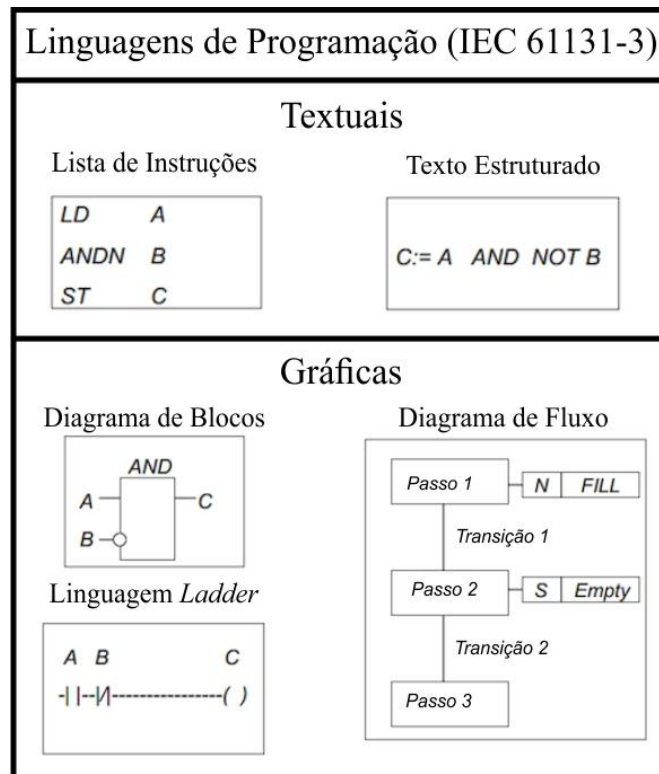 Linguagens de Programação (IEC 61131-3)
Textuais
Lista de Instruções
LD A
ANDN B
ST C
Texto Estruturado
C:= A AND NOT B
Gráficas
Diagrama de Blocos
AND
A C
B
Linguagem Ladder
A B C
-| |--|/|----------------( )
Diagrama de Fluxo
Passo 1 N FILL
Transição 1
Passo 2 S Empty
Transição 2
Passo 3